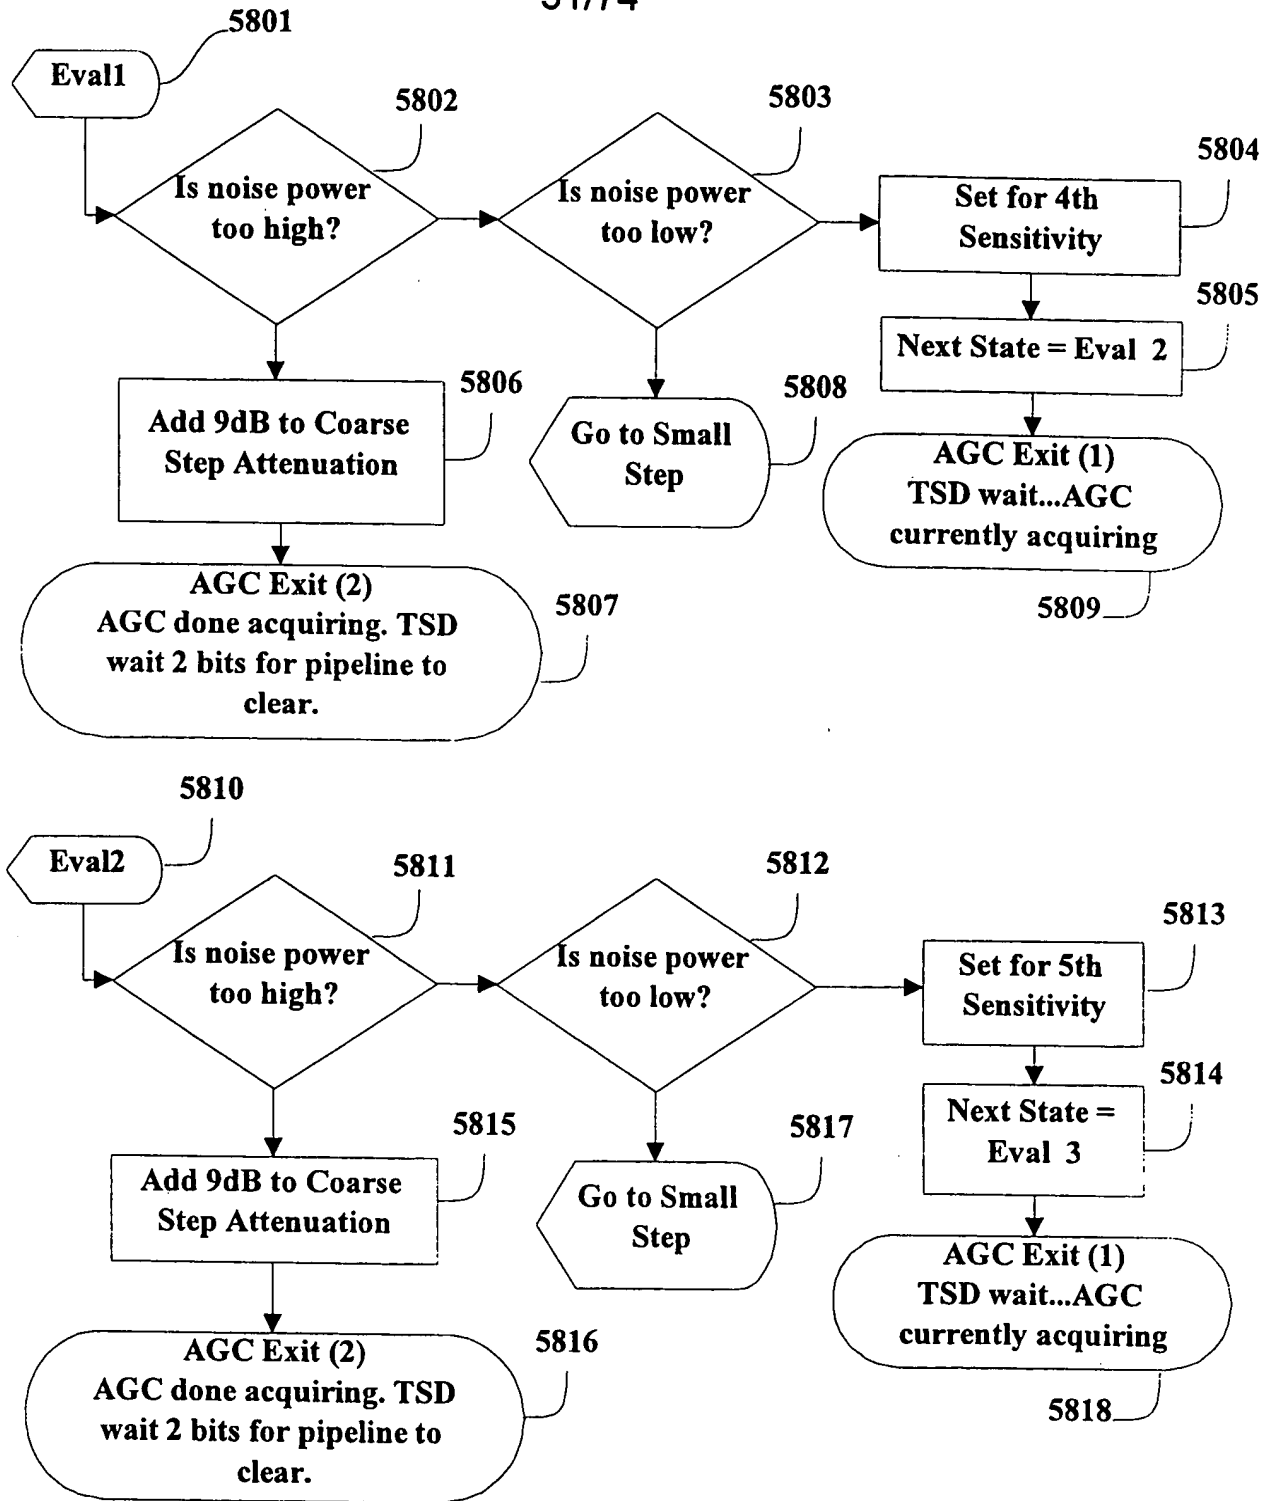 5801
Eval1
5802
5803
5804
Is noise power
too high?
Is noise power
too low?
Set for 4th
Sensitivity
5805
Next State = Eval 2
5806
5808
Add 9dB to Coarse
Step Attenuation
Go to Small
Step
AGC Exit (1)
TSD wait...AGC
currently acquiring
5809
AGC Exit (2)
AGC done acquiring. TSD
wait 2 bits for pipeline to
clear.
5807
5810
Eval2
5811
5812
5813
Is noise power
too high?
Is noise power
too low?
Set for 5th
Sensitivity
5814
Next State =
Eval 3
5815
5817
Add 9dB to Coarse
Step Attenuation
Go to Small
Step
AGC Exit (1)
TSD wait...AGC
currently acquiring
5818
5816
AGC Exit (2)
AGC done acquiring. TSD
wait 2 bits for pipeline to
clear.